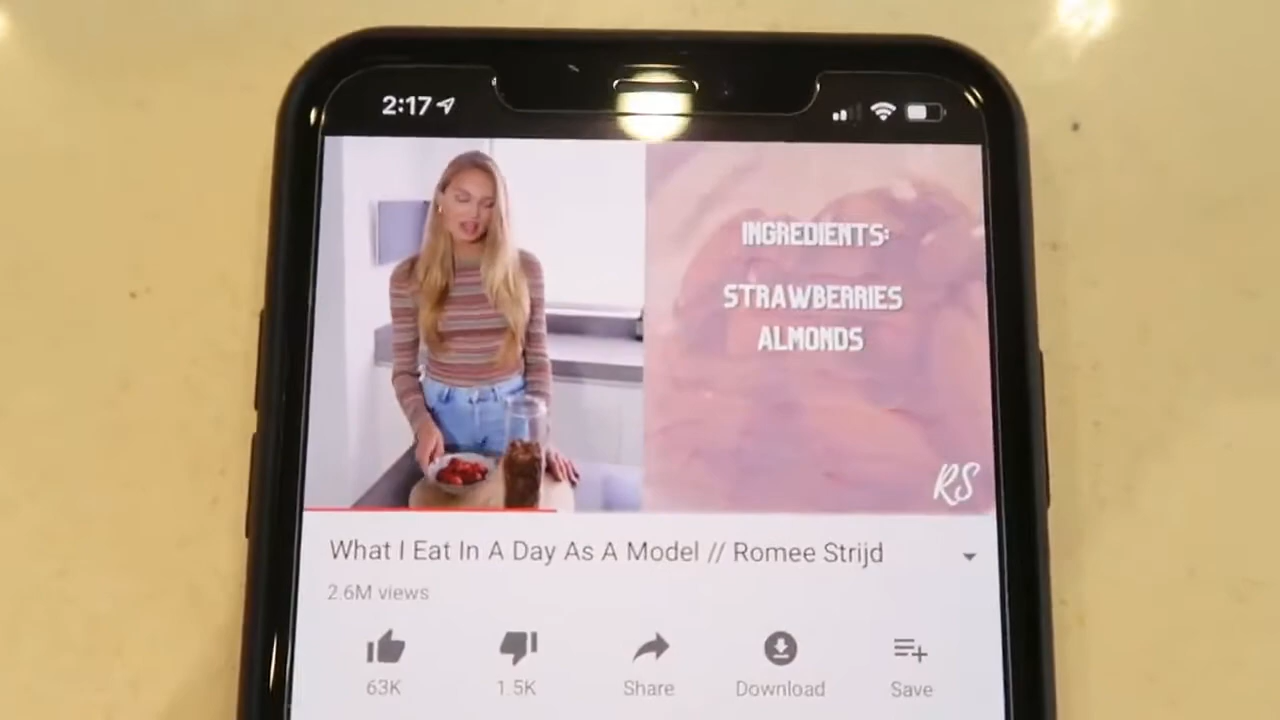 2:17
INGREDIENTS:
STRAWBERRIES
ALMONDS
RS
What I Eat In A Day As A Model // Romee Strijd
2.6M views
63K 1.5K Share Download Save